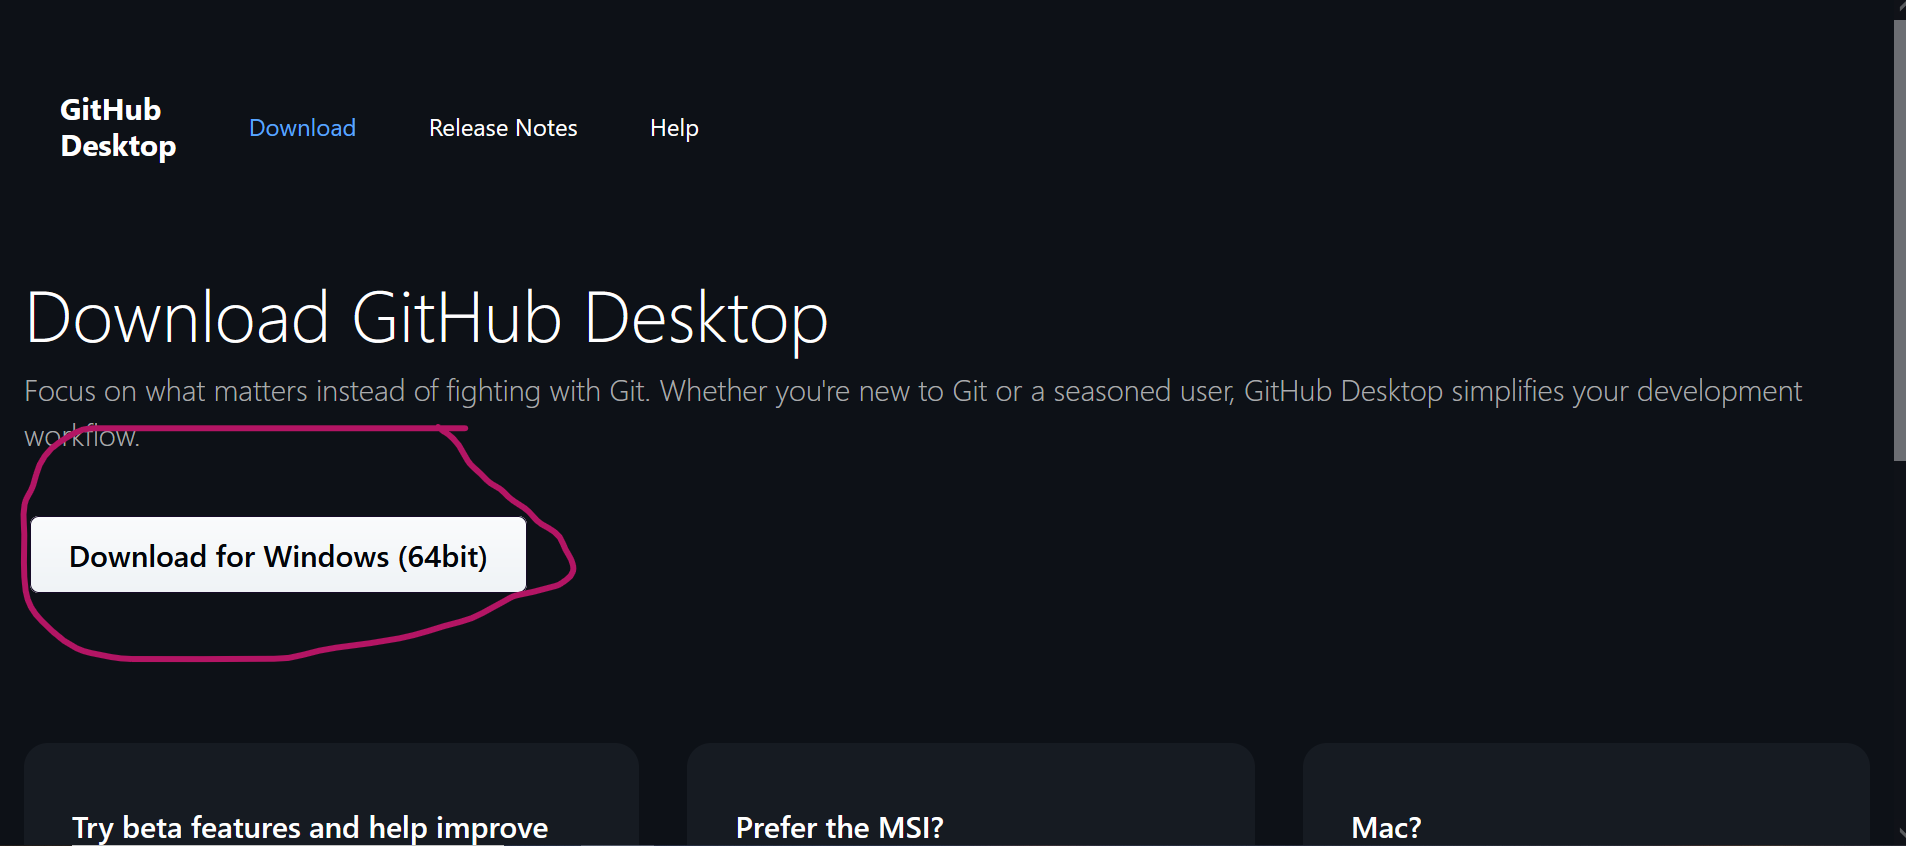 GitHub
Desktop
Download
Release Notes
Help
Download GitHub Desktop
Focus on what matters instead of fighting with Git. Whether you're new to Git or a seasoned user, GitHub Desktop simplifies your development
workflow.
Download for Windows (64bit)
Try beta features and help improve
Prefer the MSI?
Mac?